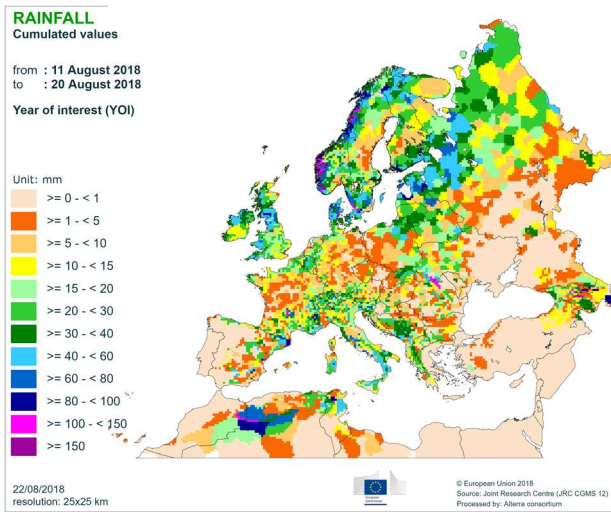 RAINFALL
Cumulated values
from : 11 August 2018
to : 20 August 2018
Year of interest (YOI)
Unit: mm
>= 0 - < 1
>= 1 - < 5
>= 5 - < 10
>= 10 - < 15
>= 15 - < 20
>= 20 - < 30
>= 30 - < 40
>= 40 - < 60
>= 60 - < 80
>= 80 - < 100
>= 100 - < 150
>= 150
22/08/2018
resolution: 25x25 km
© European Union 2018
Source: Joint Research Centre (JRC CGMS 12)
Processed by: Alterra consortium